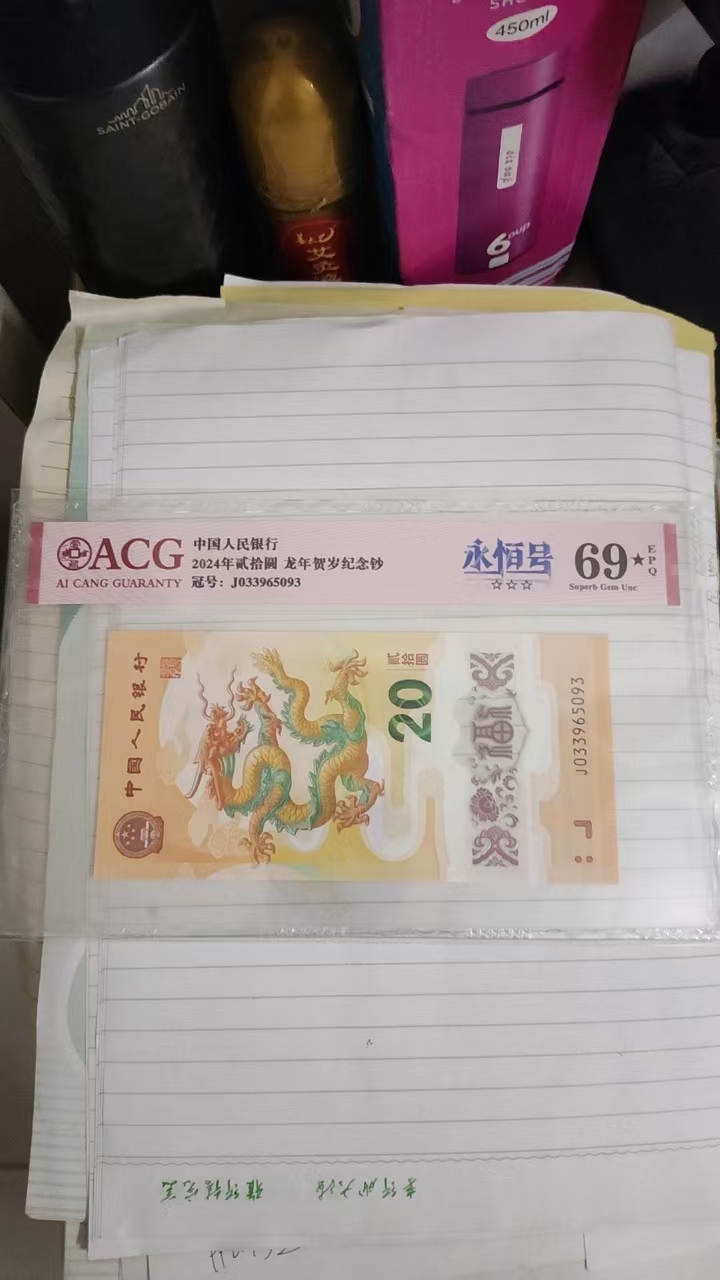 450ml
SAINT-GOBAIN
6
cup
ACG
AI CANG GUARANTY
中国人民银行
2024年贰拾圆 龙年贺岁纪念钞
冠号：J033965093
永恒号
☆☆☆
69★
EPQ
Superb Gem Unc
中国人民银行
贰拾圆
20
J033965093